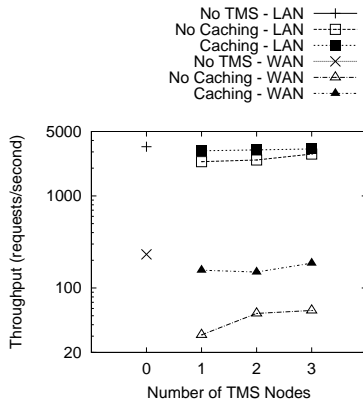 No TMS - LAN
No Caching - LAN
Caching - LAN
No TMS - WAN
No Caching - WAN
Caching - WAN
5000
1000
100
20
Throughput (requests/second)
0 1 2 3
Number of TMS Nodes